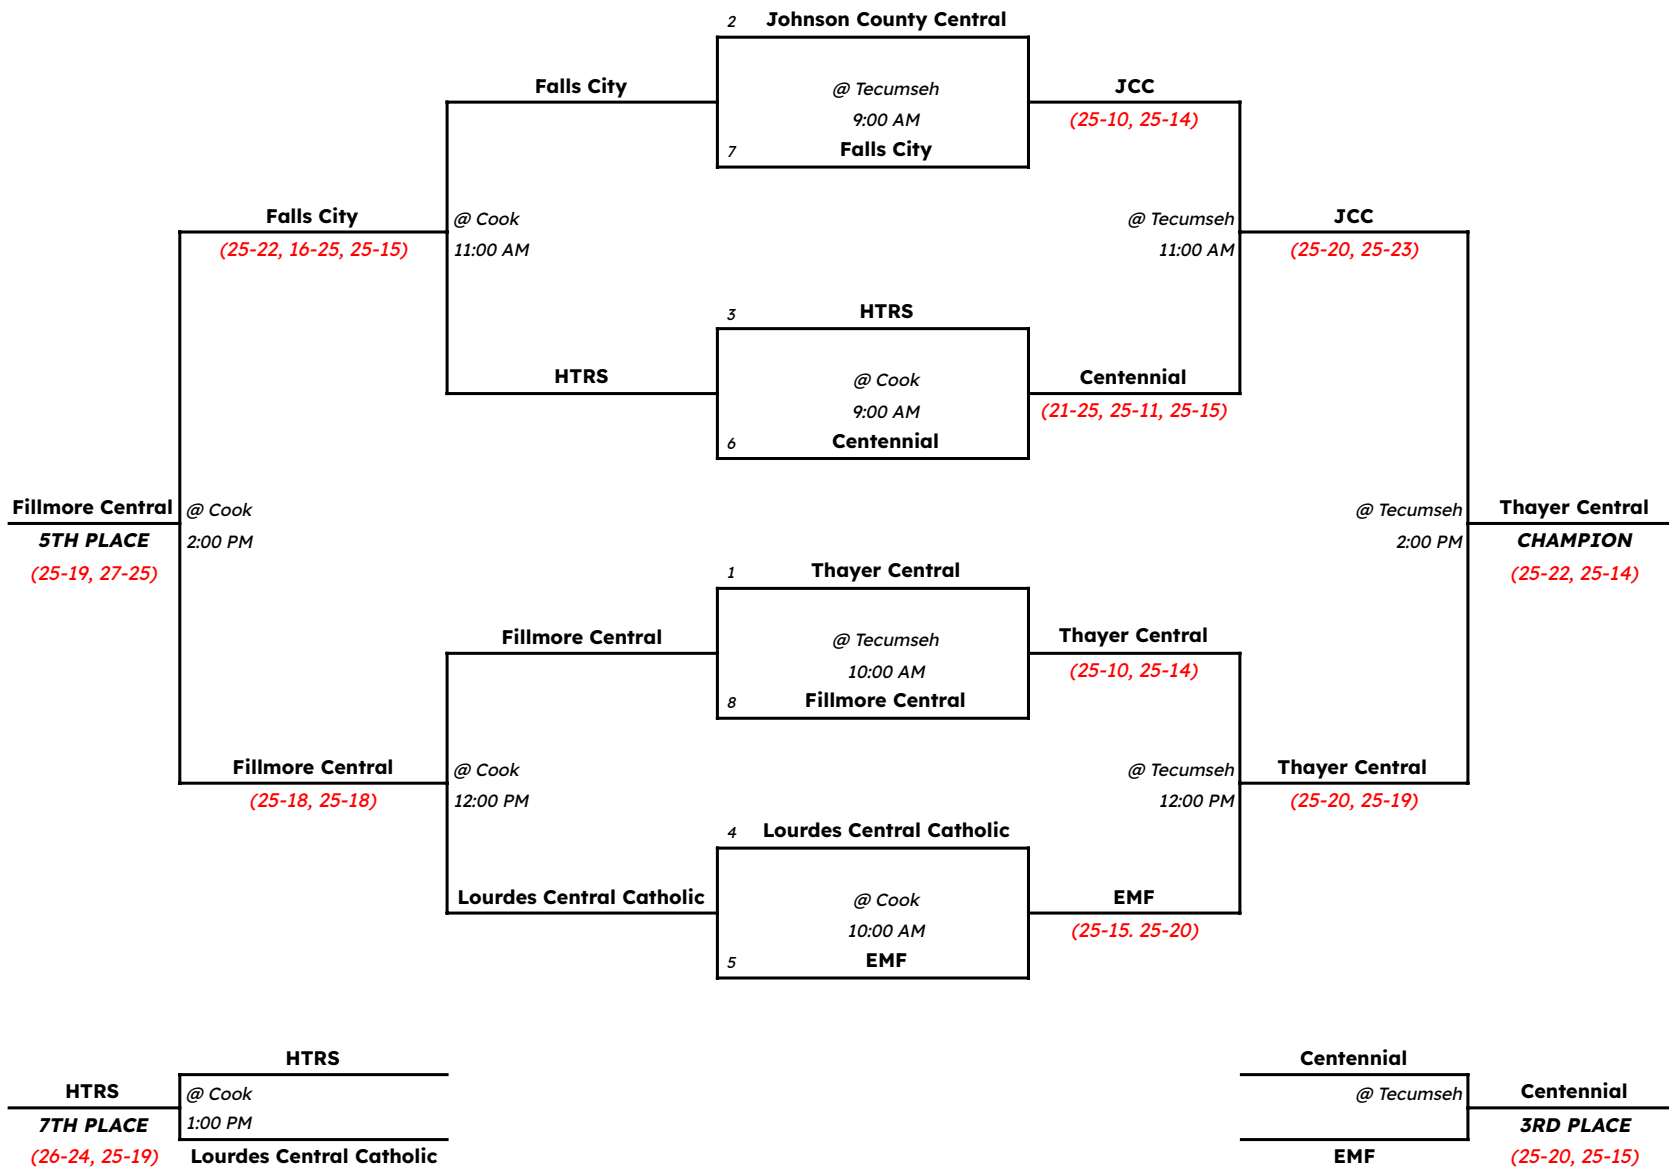 2 Johnson County Central
Falls City
@ Tecumseh
JCC
9:00 AM
(25-10, 25-14)
7 Falls City
Falls City
@ Cook
@ Tecumseh
JCC
(25-22, 16-25, 25-15)
11:00 AM
11:00 AM
(25-20, 25-23)
3 HTRS
HTRS
@ Cook
Centennial
9:00 AM
(21-25, 25-11, 25-15)
6 Centennial
Fillmore Central
@ Cook
@ Tecumseh
Thayer Central
5TH PLACE
2:00 PM
2:00 PM
CHAMPION
(25-19, 27-25)
(25-22, 25-14)
1 Thayer Central
Fillmore Central
@ Tecumseh
Thayer Central
10:00 AM
(25-10, 25-14)
8 Fillmore Central
Fillmore Central
@ Cook
@ Tecumseh
Thayer Central
(25-18, 25-18)
12:00 PM
12:00 PM
(25-20, 25-19)
4 Lourdes Central Catholic
Lourdes Central Catholic
@ Cook
EMF
10:00 AM
(25-15. 25-20)
5 EMF
HTRS
Centennial
HTRS
@ Cook
@ Tecumseh
Centennial
7TH PLACE
1:00 PM
3RD PLACE
(26-24, 25-19)
Lourdes Central Catholic
EMF
(25-20, 25-15)